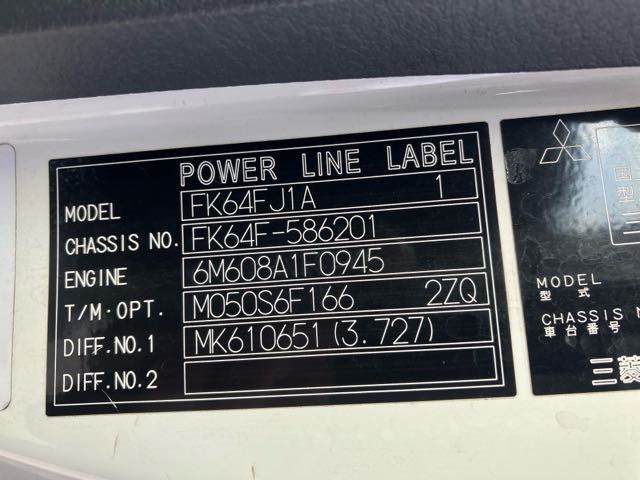 POWER LINE LABEL
MODEL FK64FJ1A 1
CHASSIS NO. FK64F-586201
ENGINE 6M608A1F0945
T/M·OPT. M050S6F166 2ZQ
DIFF.NO.1 MK610651(3.727)
DIFF.NO.2
MODEL
型式
CHASSIS N
車台番号
三菱